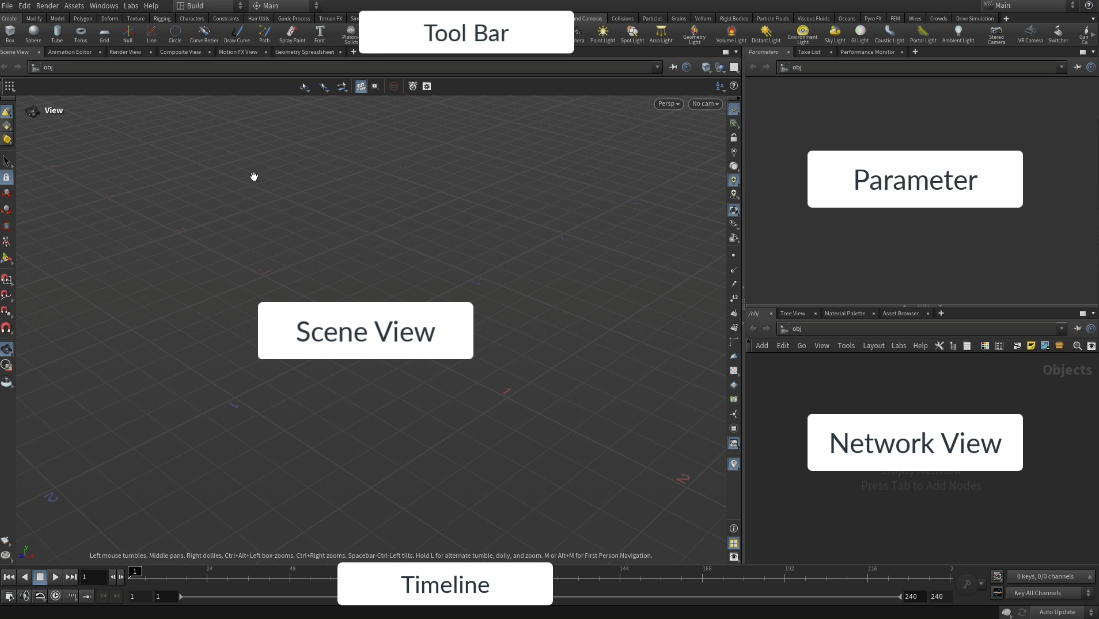 File Edit Render Assets Windows Labs Help Build Main Main
Create Modify Model Polygon Deform Texture Rigging Characters Constraints Hair Utils Guide Process Terrain FX and Cameras Collisions Particles Grains Vellum Rigid Bodies Particle Fluids Viscous Fluids Oceans Pyro FX FEM Wires Crowds Drive Simulation
Tool Bar
Box Sphere Tube Torus Grid Null Line Circle Curve Bezier Draw Curve Path Spray Paint Font Point Light Spot Light Area Light Geometry Light Volume Light Distant Light Environment Light Sky Light GI Light Caustic Light Portal Light Ambient Light Stereo Camera VR Camera Switcher
Scene View Animation Editor Render View Composite View Motion FX View Geometry Spreadsheet Parameters Take List Performance Monitor
obj obj
View Persp No cam
Parameter
Scene View
/obj Tree View Material Palette Asset Browser
obj
Add Edit Go View Tools Layout Labs Help
Objects
Network View
Press Tab to Add Nodes
1 1 2 2
Left mouse tumbles. Middle pans. Right dollies. Ctrl+Alt+Left box-zooms. Ctrl+Right zooms. Spacebar-Ctrl-Left tilts. Hold L for alternate tumble, dolly, and zoom. M or Alt+M for First Person Navigation.
1 1 24 48 144 168 192 216 2
Timeline
0 keys, 0/0 channels
1 1 240 240 Key All Channels
Auto Update